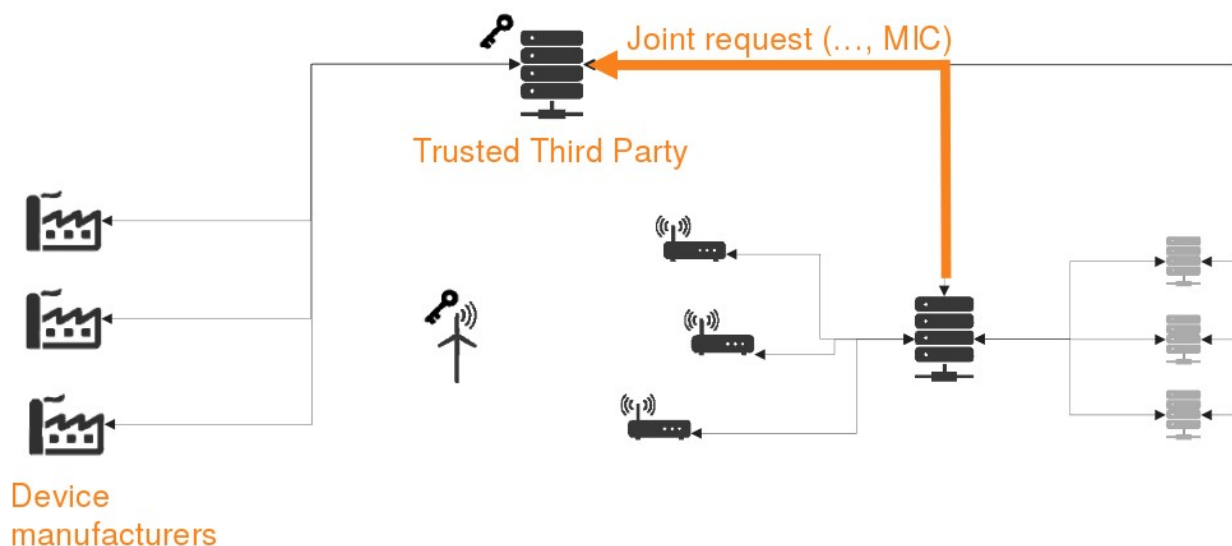 Joint request (..., MIC)
Trusted Third Party
Device
manufacturers